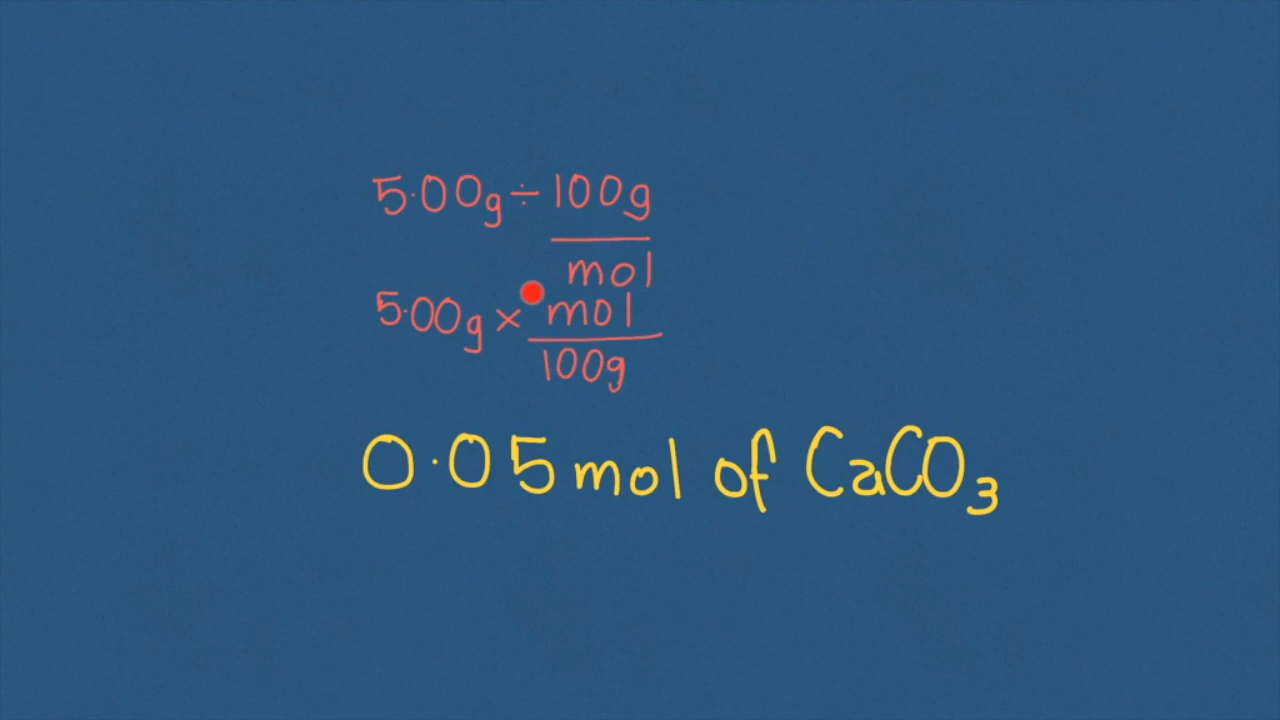 5·00g ÷ 100g
mol
5·00g × mol
100g
0·05 mol of CaCO₃